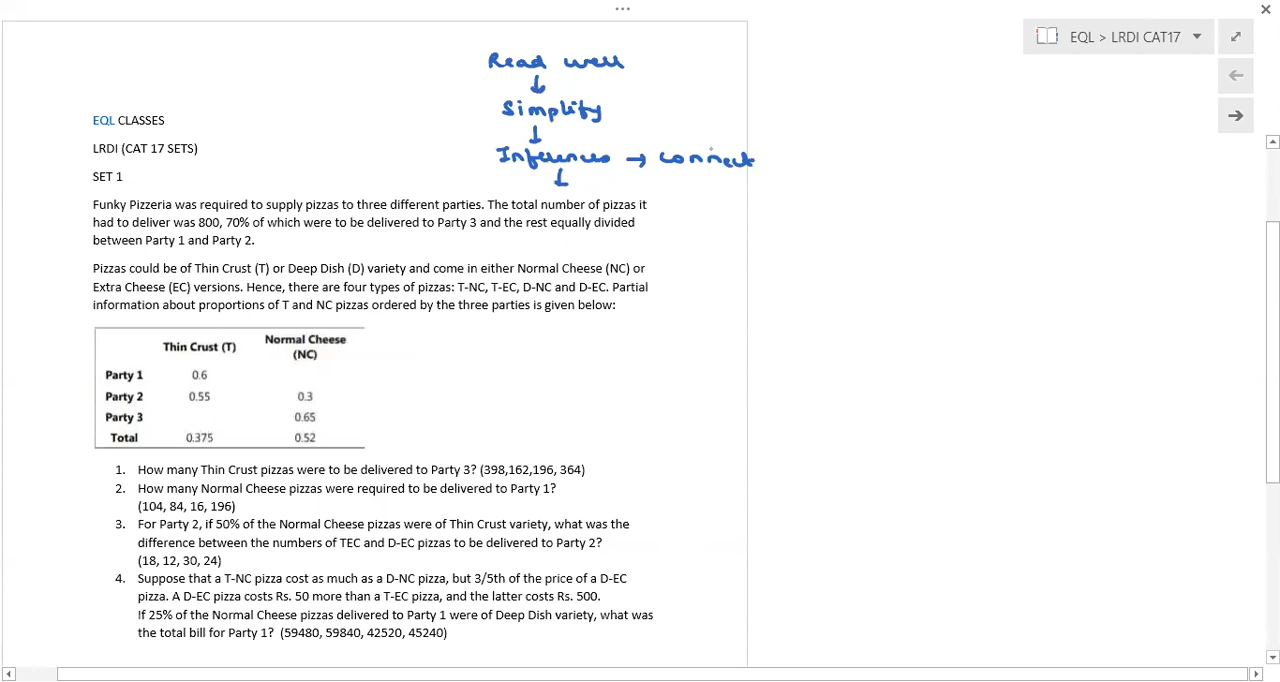 EQL > LRDI CAT17
Read well
Simplify
Inferences → connect
EQL CLASSES
LRDI (CAT 17 SETS)
SET 1
Funky Pizzeria was required to supply pizzas to three different parties. The total number of pizzas it
had to deliver was 800, 70% of which were to be delivered to Party 3 and the rest equally divided
between Party 1 and Party 2.
Pizzas could be of Thin Crust (T) or Deep Dish (D) variety and come in either Normal Cheese (NC) or
Extra Cheese (EC) versions. Hence, there are four types of pizzas: T-NC, T-EC, D-NC and D-EC. Partial
information about proportions of T and NC pizzas ordered by the three parties is given below:
Thin Crust (T) Normal Cheese
(NC)
Party 1 0.6
Party 2 0.55 0.3
Party 3 0.65
Total 0.375 0.52
1. How many Thin Crust pizzas were to be delivered to Party 3? (398,162,196, 364)
2. How many Normal Cheese pizzas were required to be delivered to Party 1?
(104, 84, 16, 196)
3. For Party 2, if 50% of the Normal Cheese pizzas were of Thin Crust variety, what was the
difference between the numbers of TEC and D-EC pizzas to be delivered to Party 2?
(18, 12, 30, 24)
4. Suppose that a T-NC pizza cost as much as a D-NC pizza, but 3/5th of the price of a D-EC
pizza. A D-EC pizza costs Rs. 50 more than a T-EC pizza, and the latter costs Rs. 500.
If 25% of the Normal Cheese pizzas delivered to Party 1 were of Deep Dish variety, what was
the total bill for Party 1? (59480, 59840, 42520, 45240)